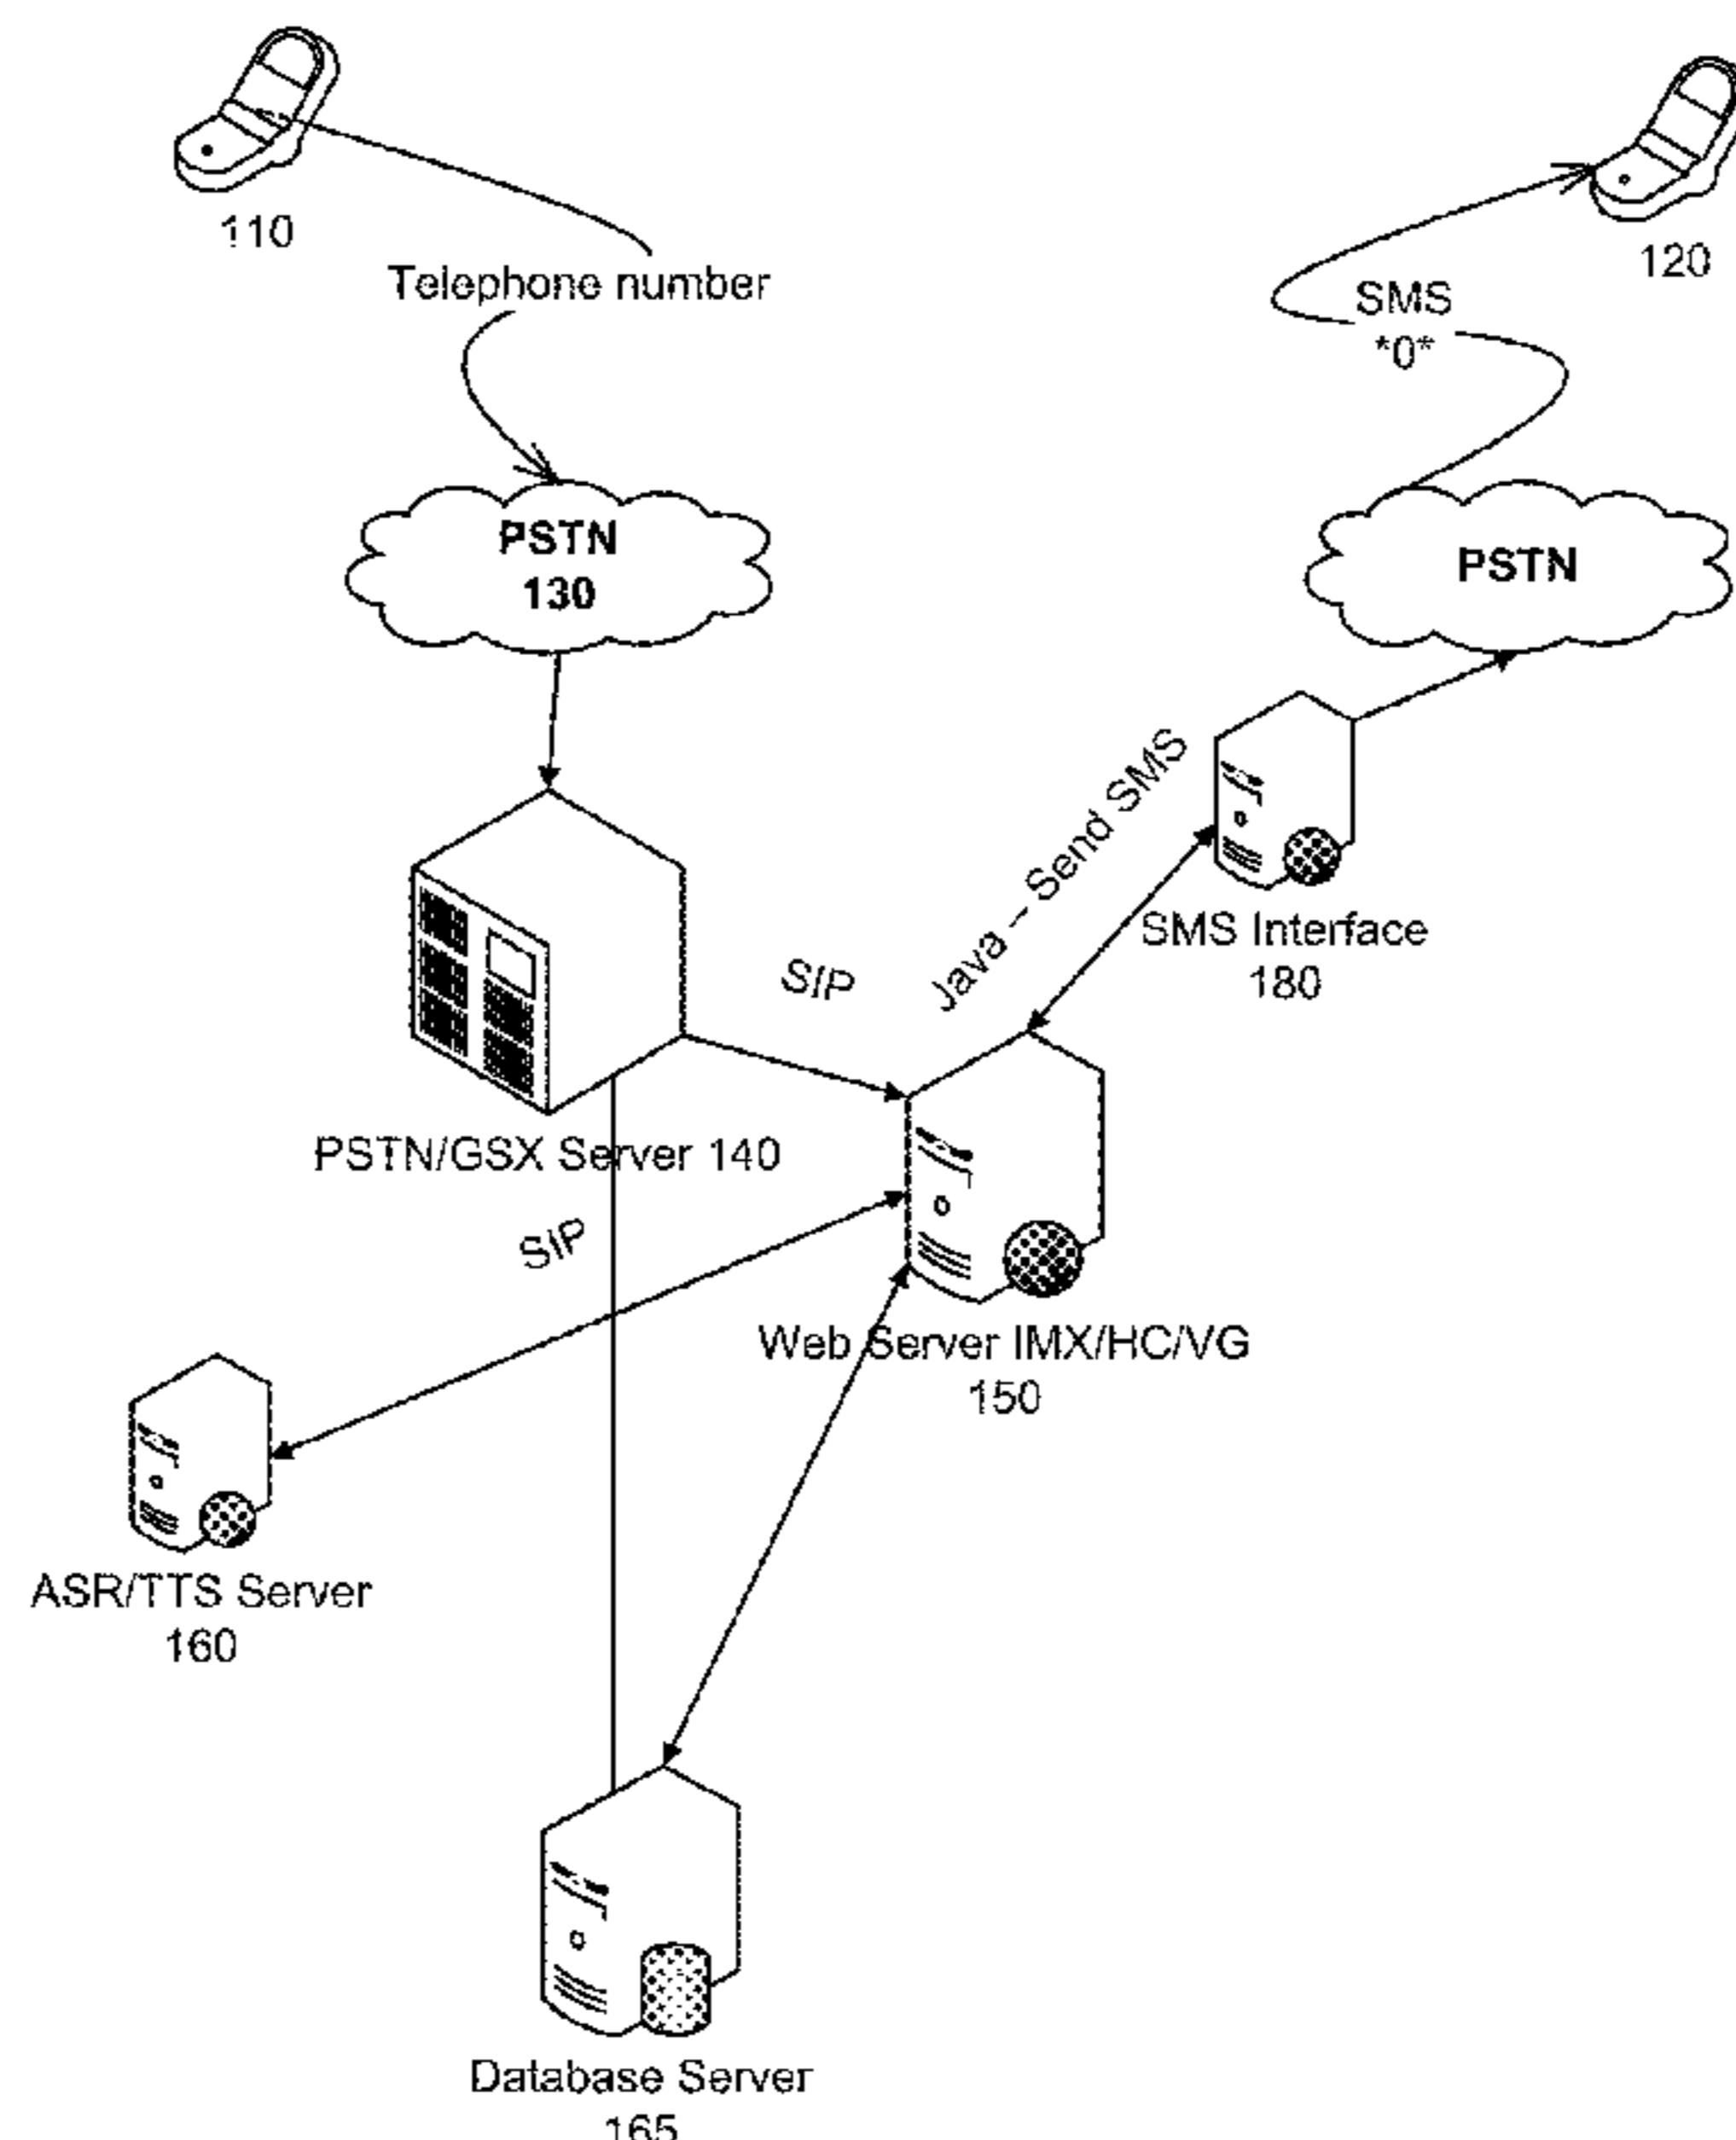 110
120
Telephone number
SMS
*0*
PSTN
130
PSTN
Java – Send SMS
SMS Interface
180
SIP
PSTN/GSX Server 140
SIP
Web Server IMX/HC/VG
150
ASR/TTS Server
160
Database Server
165